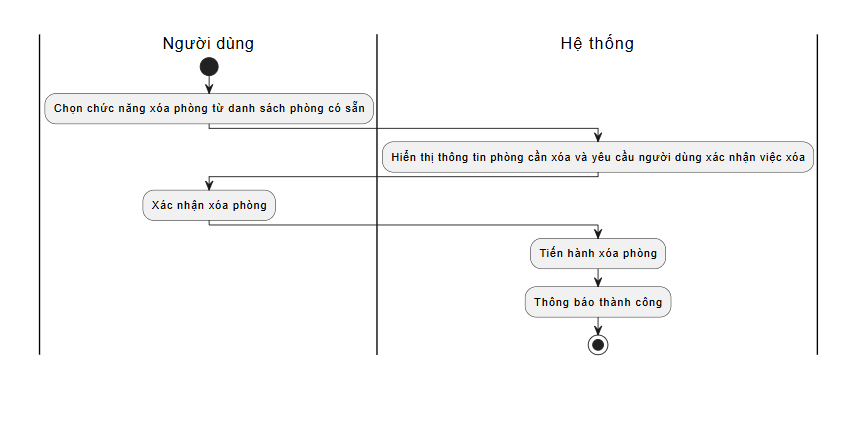 Người dùng
Hệ thống
Chọn chức năng xóa phòng từ danh sách phòng có sẵn
Hiển thị thông tin phòng cần xóa và yêu cầu người dùng xác nhận việc xóa
Xác nhận xóa phòng
Tiến hành xóa phòng
Thông báo thành công